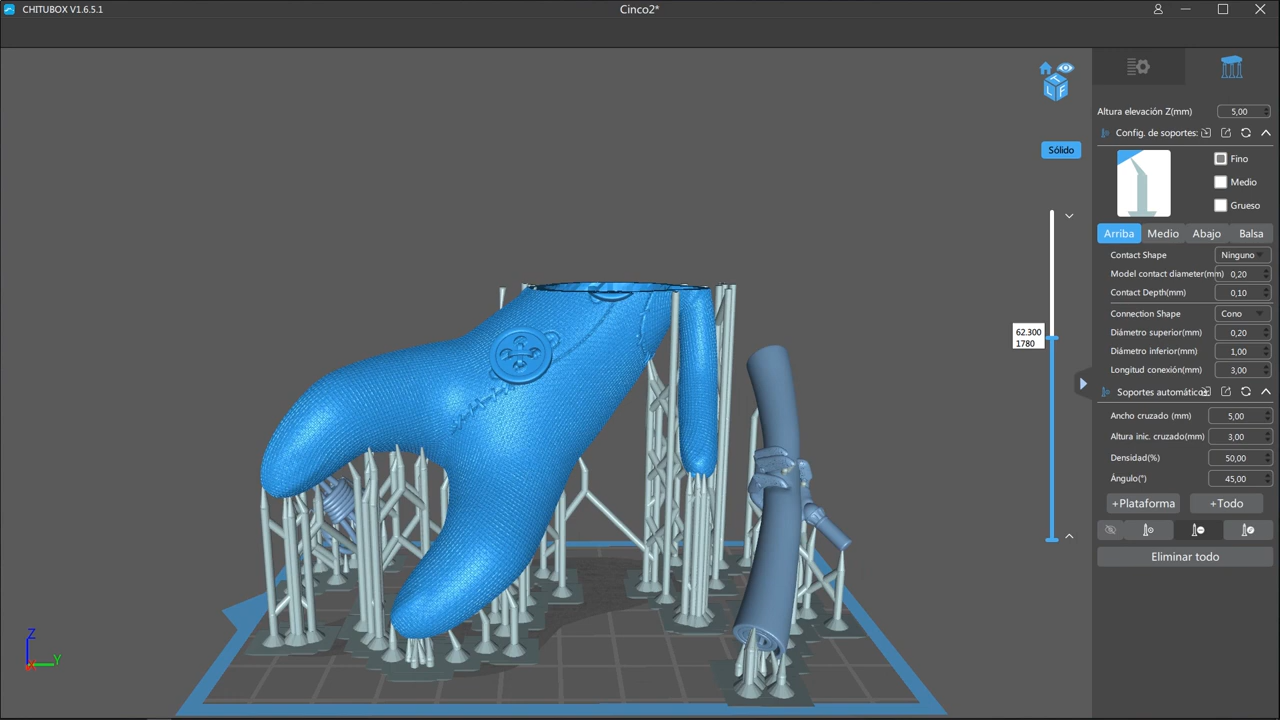 CHITUBOX V1.6.5.1
Cinco2*
Altura elevación Z(mm) 5,00
Config. de soportes:
Sólido
Fino
Medio
Grueso
Arriba Medio Abajo Balsa
Contact Shape Ninguno
Model contact diameter(mm) 0,20
Contact Depth(mm) 0,10
Connection Shape Cono
Diámetro superior(mm) 0,20
Diámetro inferior(mm) 1,00
Longitud conexión(mm) 3,00
62.300
1780
Soportes automáticos
Ancho cruzado (mm) 5,00
Altura inic. cruzado(mm) 3,00
Densidad(%) 50,00
Ángulo(°) 45,00
+Plataforma +Todo
Eliminar todo
Z
Y
X
L F